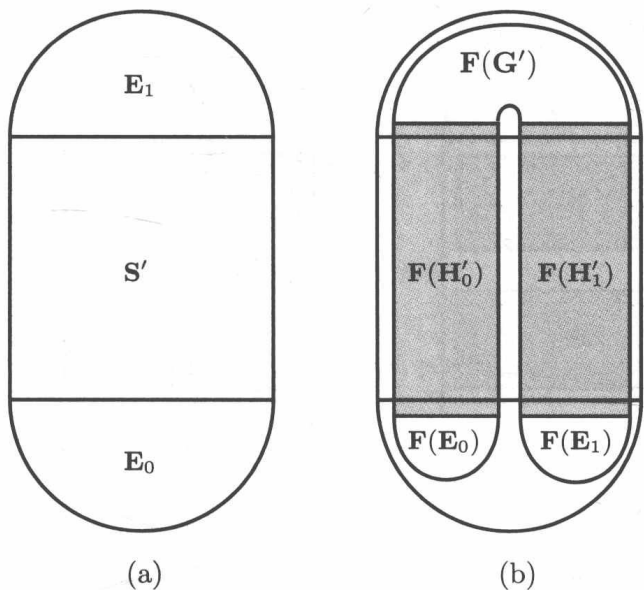 E₁
S′
E₀
(a)
F(G′)
F(H′₀) F(H′₁)
F(E₀) F(E₁)
(b)